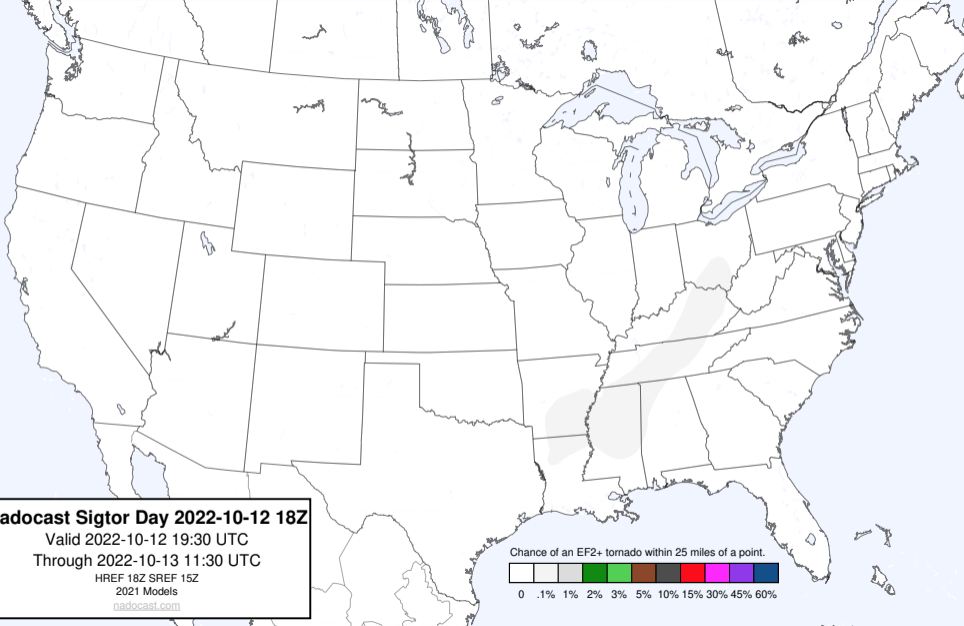 adocast Sigtor Day 2022-10-12 18Z
Valid 2022-10-12 19:30 UTC
Through 2022-10-13 11:30 UTC
HREF 18Z SREF 15Z
2021 Models
nadocast.com
Chance of an EF2+ tornado within 25 miles of a point.
0 .1% 1% 2% 3% 5% 10% 15% 30% 45% 60%